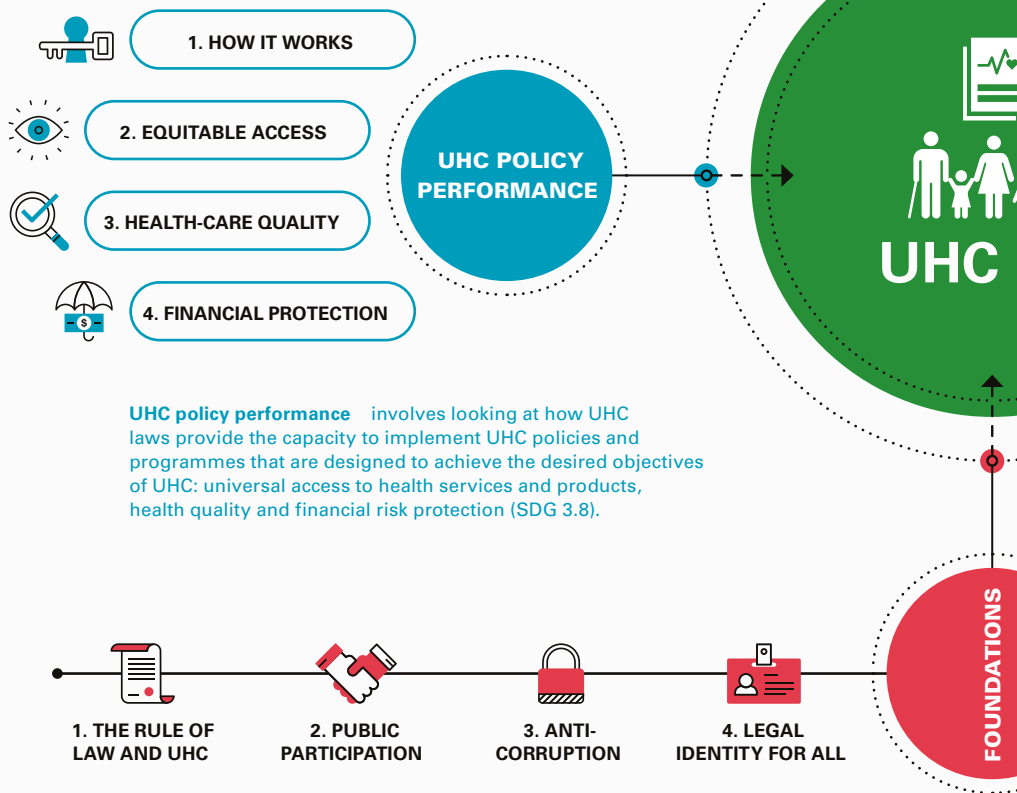 1. HOW IT WORKS
2. EQUITABLE ACCESS
3. HEALTH-CARE QUALITY
4. FINANCIAL PROTECTION
$
UHC POLICY
PERFORMANCE
UHC
UHC policy performance involves looking at how UHC
laws provide the capacity to implement UHC policies and
programmes that are designed to achieve the desired objectives
of UHC: universal access to health services and products,
health quality and financial risk protection (SDG 3.8).
1. THE RULE OF
LAW AND UHC
2. PUBLIC
PARTICIPATION
3. ANTI-
CORRUPTION
4. LEGAL
IDENTITY FOR ALL
FOUNDATIONS